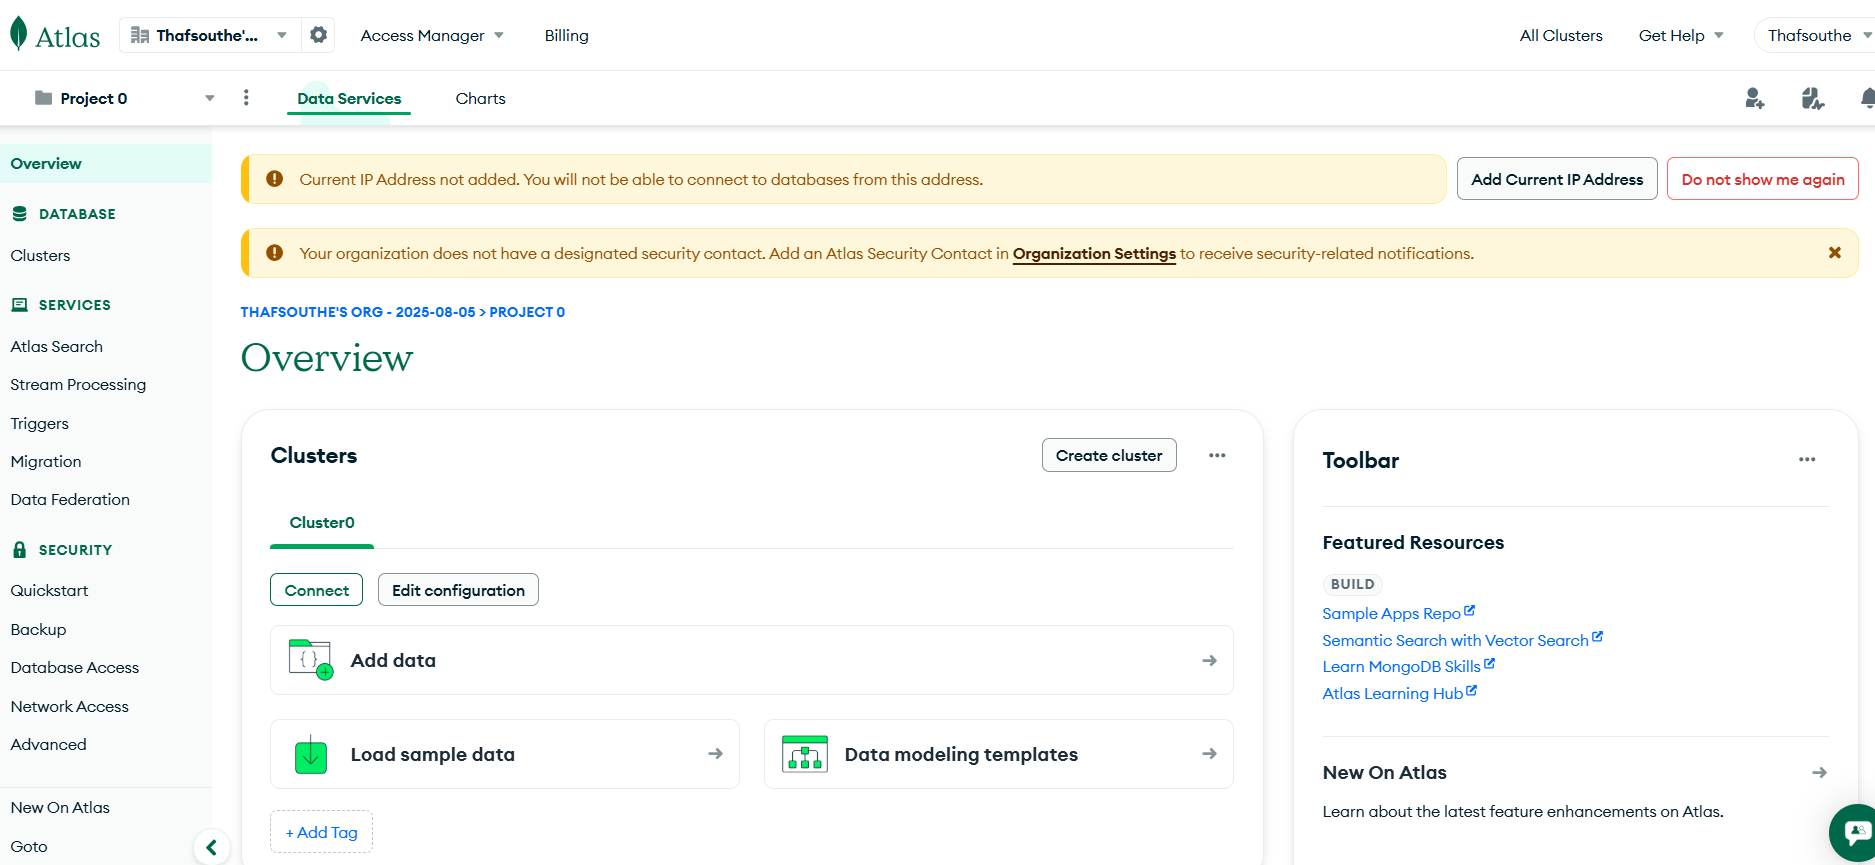 Atlas
Thafsouthe'...
Access Manager
Billing
All Clusters
Get Help
Thafsouthe
Project 0
Data Services
Charts
Overview
DATABASE
Clusters
SERVICES
Atlas Search
Stream Processing
Triggers
Migration
Data Federation
SECURITY
Quickstart
Backup
Database Access
Network Access
Advanced
New On Atlas
Goto
Current IP Address not added. You will not be able to connect to databases from this address.
Add Current IP Address
Do not show me again
Your organization does not have a designated security contact. Add an Atlas Security Contact in Organization Settings to receive security-related notifications.
THAFSOUTHE'S ORG - 2025-08-05 > PROJECT 0
Overview
Clusters
Create cluster
Cluster0
Connect
Edit configuration
{ }
Add data
Load sample data
Data modeling templates
+ Add Tag
Toolbar
Featured Resources
BUILD
Sample Apps Repo
Semantic Search with Vector Search
Learn MongoDB Skills
Atlas Learning Hub
New On Atlas
Learn about the latest feature enhancements on Atlas.